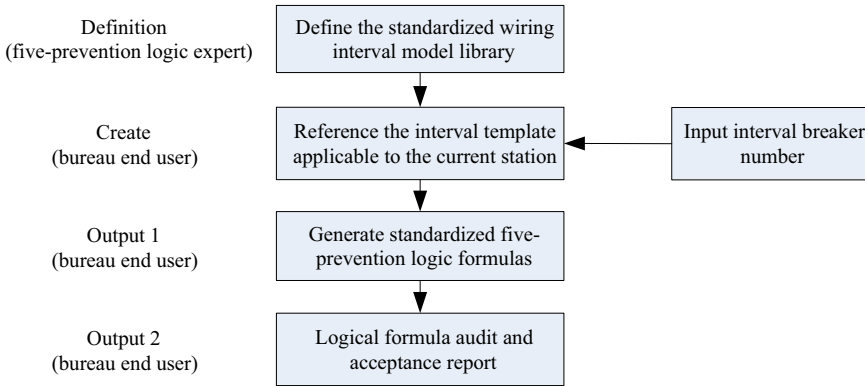 Definition
(five-prevention logic expert)
Define the standardized wiring
interval model library
Create
(bureau end user)
Reference the interval template
applicable to the current station
Input interval breaker
number
Output 1
(bureau end user)
Generate standardized five-
prevention logic formulas
Output 2
(bureau end user)
Logical formula audit and
acceptance report